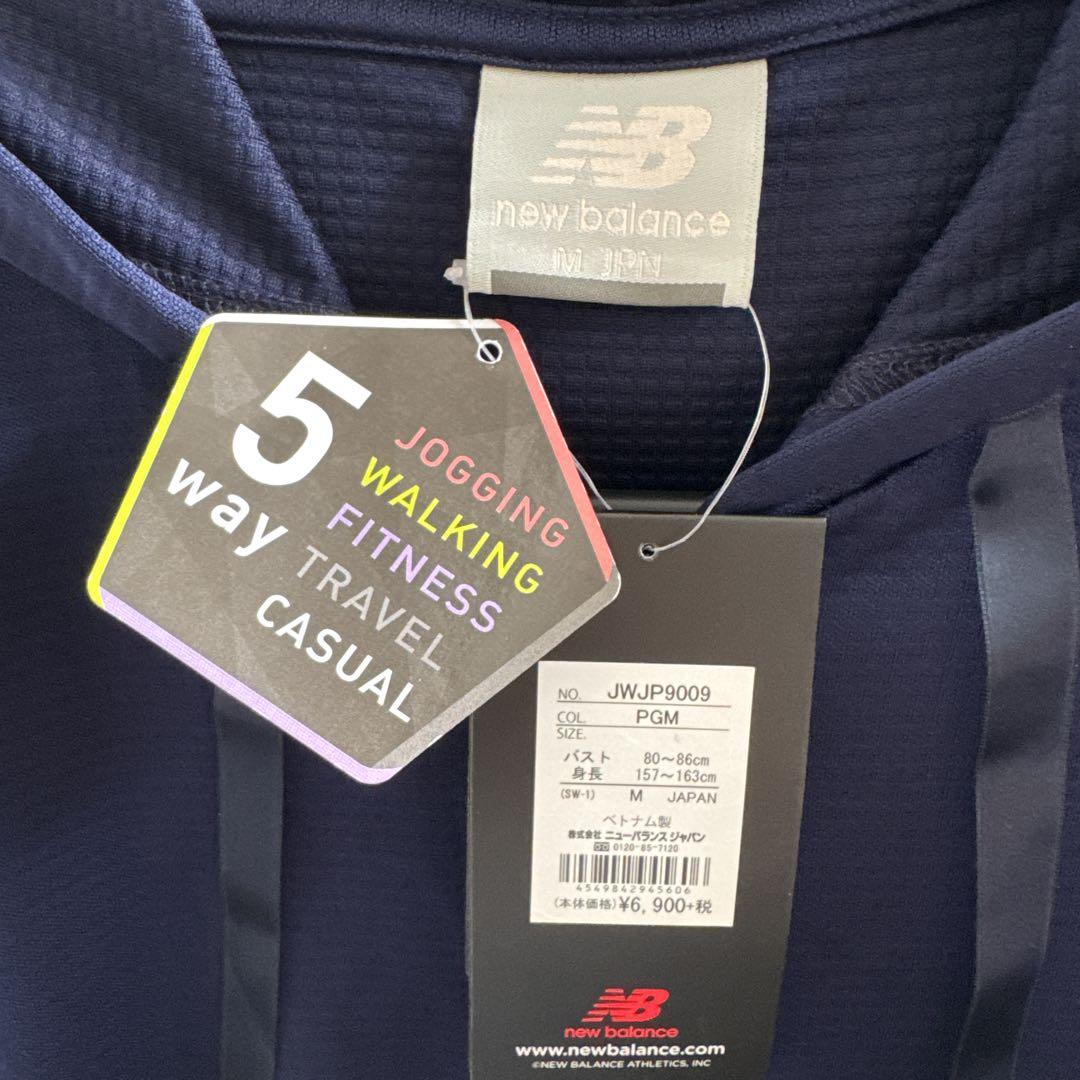 NB
new balance
M JPN
5
way
JOGGING
WALKING
FITNESS
TRAVEL
CASUAL
NO. JWJP9009
COL. PGM
SIZE.
バスト 80～86cm
身長 157～163cm
(SW-1) M JAPAN
ベトナム製
株式会社 ニューバランス ジャパン
0120-85-7120
4549842945606
(本体価格)¥6,900+税
NB
new balance
www.newbalance.com
©NEW BALANCE ATHLETICS, INC